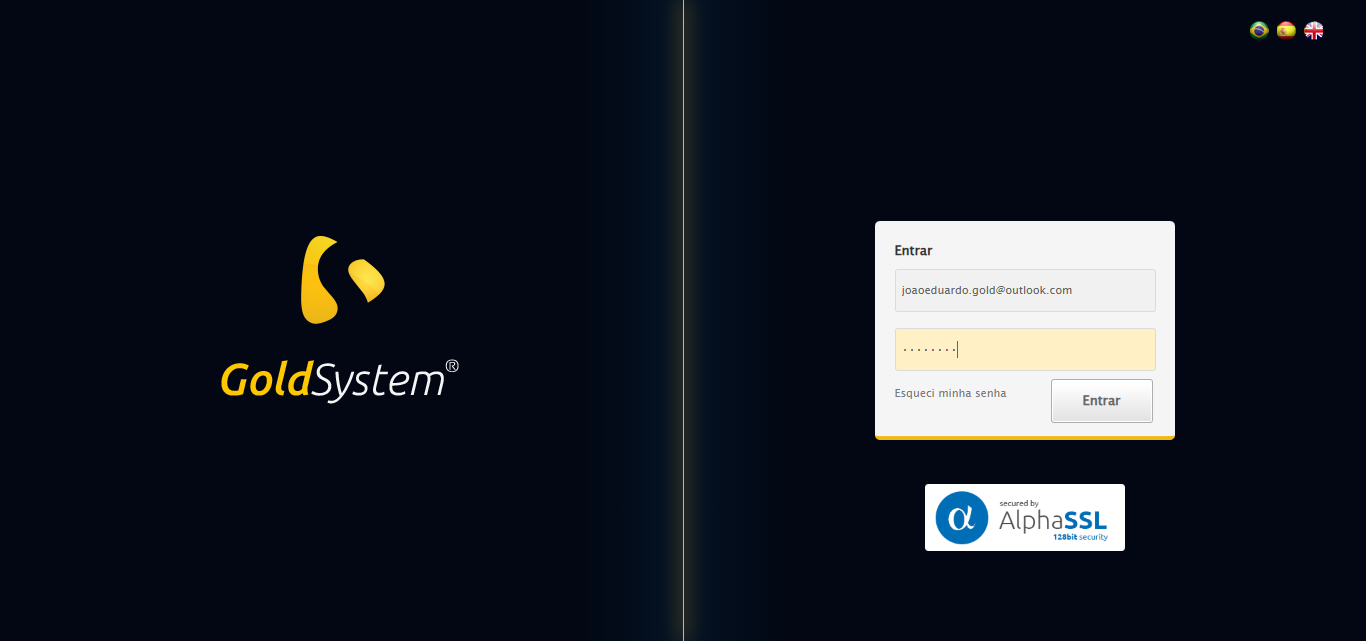 GoldSystem®
Entrar
joaoeduardo.gold@outlook.com
Esqueci minha senha
Entrar
α
secured by
AlphaSSL
128bit security